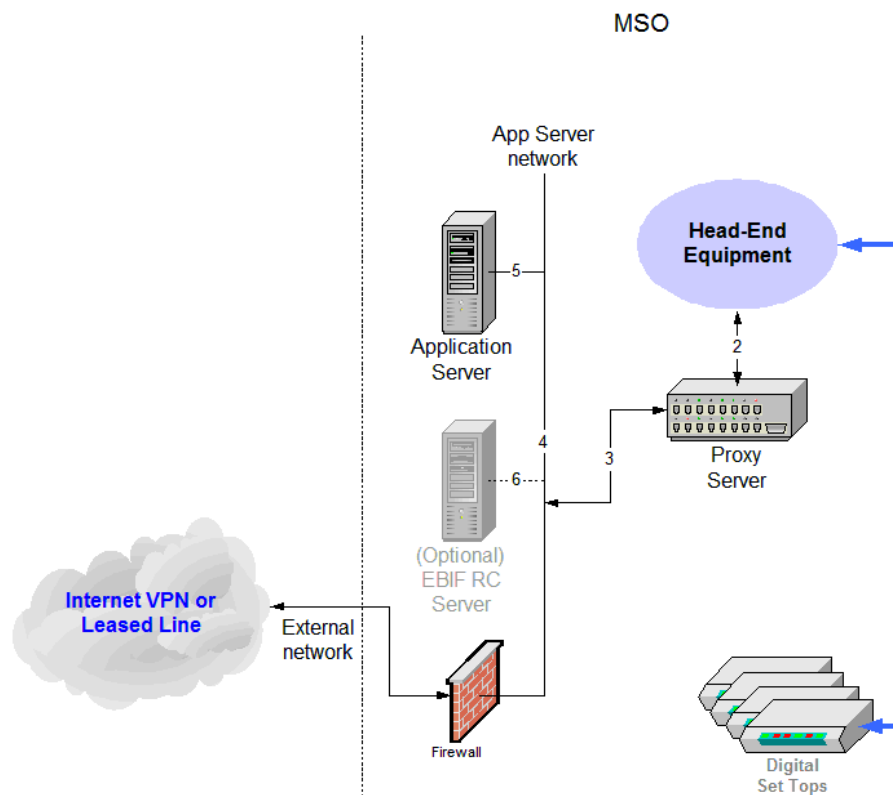 MSO
App Server
network
Head-End
Equipment
5
2
Application
Server
4
3
Proxy
Server
6
(Optional)
EBIF RC
Server
Internet VPN or
Leased Line
External
network
Firewall
Digital
Set Tops